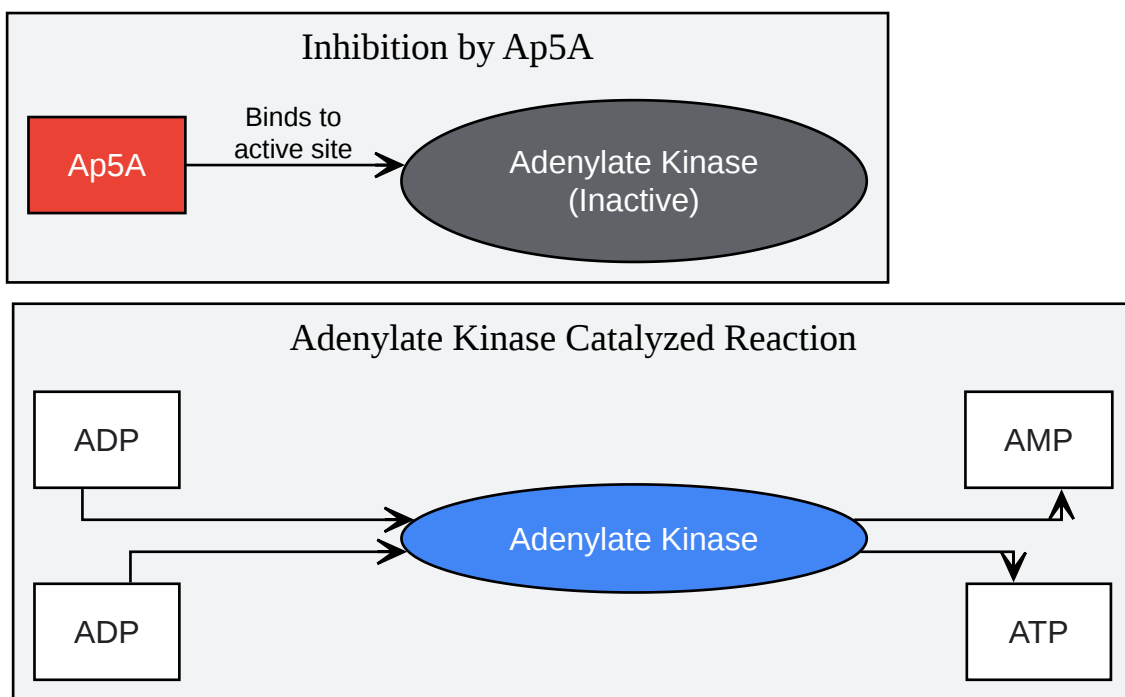 Inhibition by Ap5A
Ap5A
Binds to
active site
Adenylate Kinase
(Inactive)
Adenylate Kinase Catalyzed Reaction
ADP
AMP
Adenylate Kinase
ADP
ATP